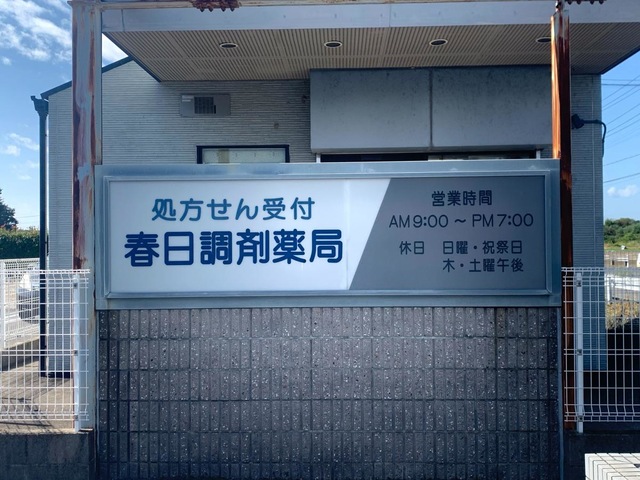 処方せん受付
春日調剤薬局
営業時間
AM9:00～PM7:00
休日 日曜・祝祭日
木・土曜午後